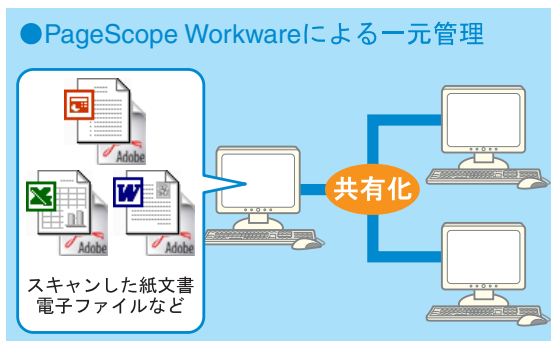 ●PageScope Workwareによる一元管理
Adobe
X
W
Adobe
Adobe
スキャンした紙文書
電子ファイルなど
共有化